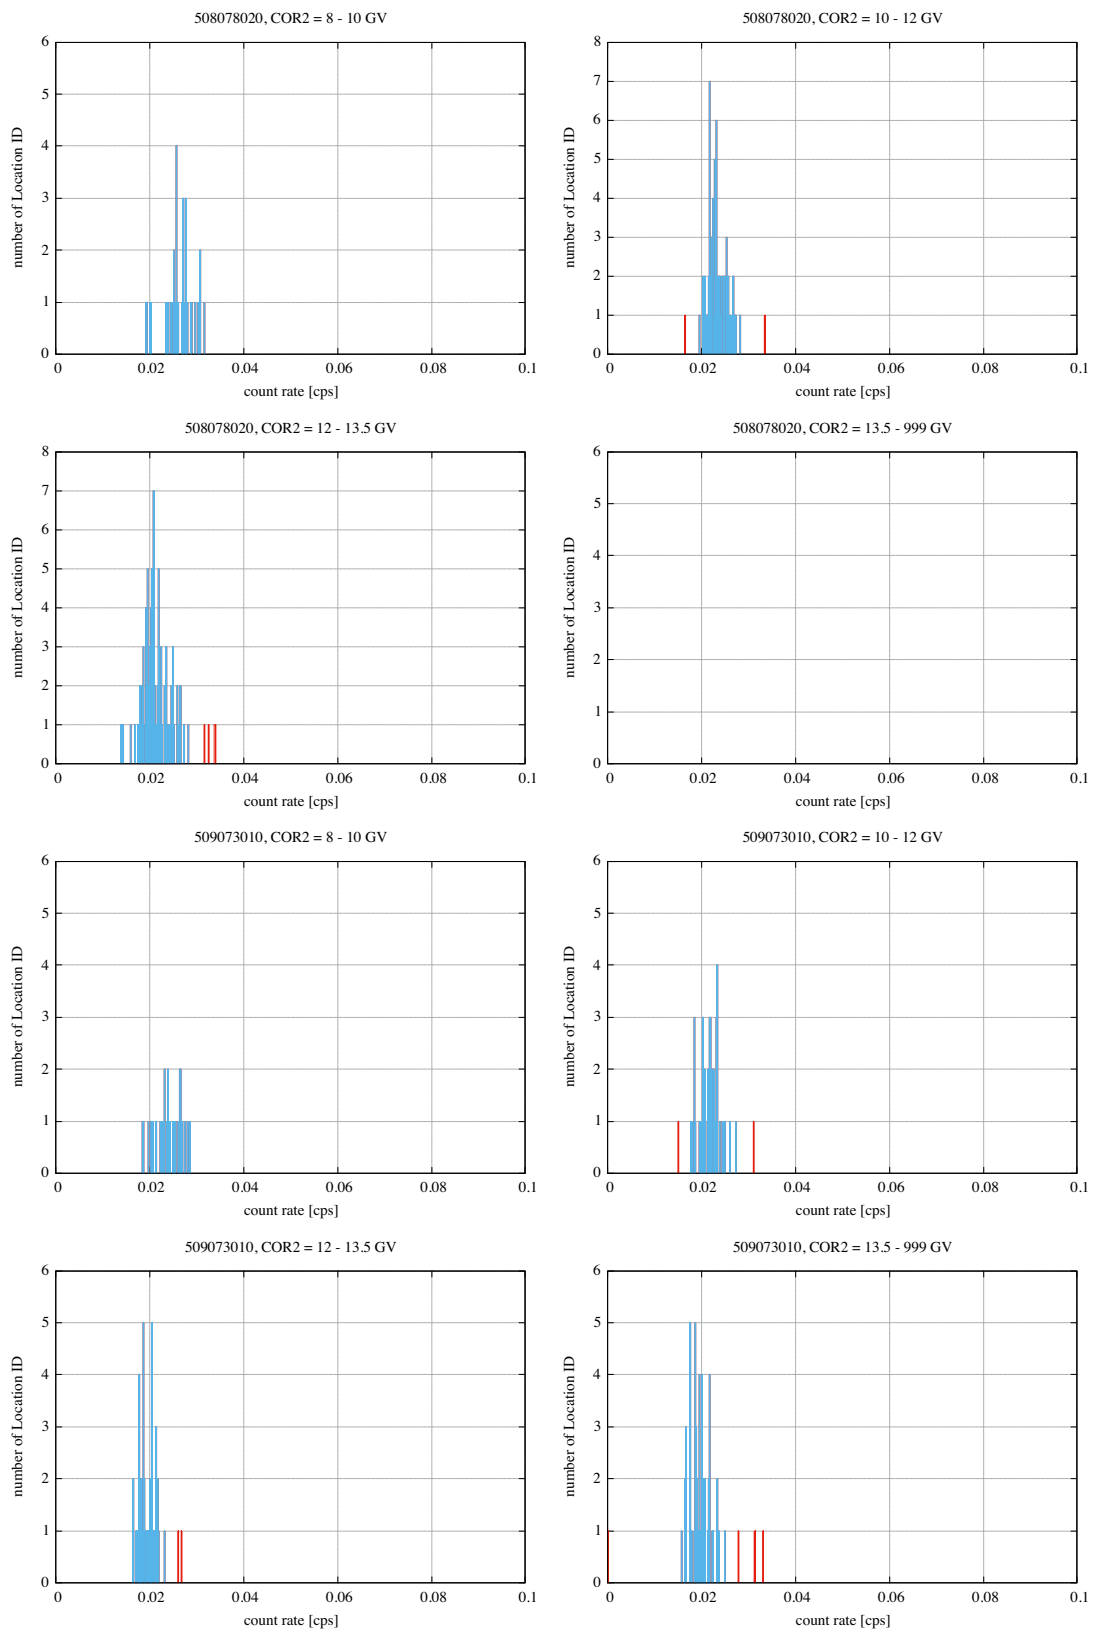 508078020, COR2 = 8 - 10 GV
number of Location ID
6
5
4
3
2
1
0
0 0.02 0.04 0.06 0.08 0.1
count rate [cps]
508078020, COR2 = 10 - 12 GV
number of Location ID
8
7
6
5
4
3
2
1
0
0 0.02 0.04 0.06 0.08 0.1
count rate [cps]
508078020, COR2 = 12 - 13.5 GV
number of Location ID
8
7
6
5
4
3
2
1
0
0 0.02 0.04 0.06 0.08 0.1
count rate [cps]
508078020, COR2 = 13.5 - 999 GV
number of Location ID
6
5
4
3
2
1
0
0 0.02 0.04 0.06 0.08 0.1
count rate [cps]
509073010, COR2 = 8 - 10 GV
number of Location ID
6
5
4
3
2
1
0
0 0.02 0.04 0.06 0.08 0.1
count rate [cps]
509073010, COR2 = 10 - 12 GV
number of Location ID
6
5
4
3
2
1
0
0 0.02 0.04 0.06 0.08 0.1
count rate [cps]
509073010, COR2 = 12 - 13.5 GV
number of Location ID
6
5
4
3
2
1
0
0 0.02 0.04 0.06 0.08 0.1
count rate [cps]
509073010, COR2 = 13.5 - 999 GV
number of Location ID
6
5
4
3
2
1
0
0 0.02 0.04 0.06 0.08 0.1
count rate [cps]